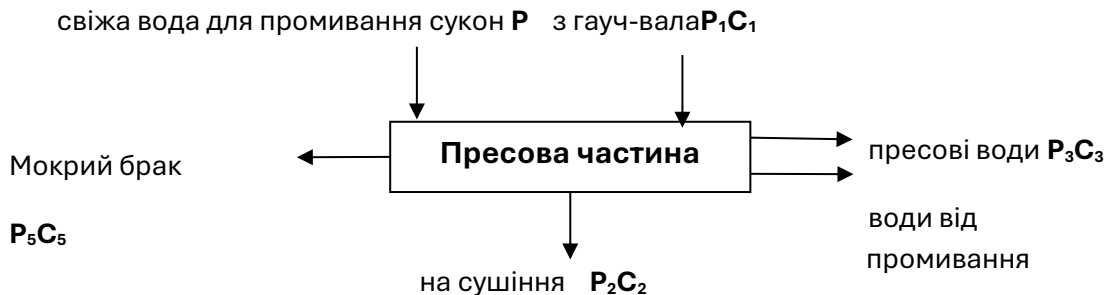 свіжа вода для промивання сукон P з гауч-валаP₁C₁
Пресова частина
Мокрий брак
P₅C₅
пресові води P₃C₃
води від
промивання
на сушіння P₂C₂